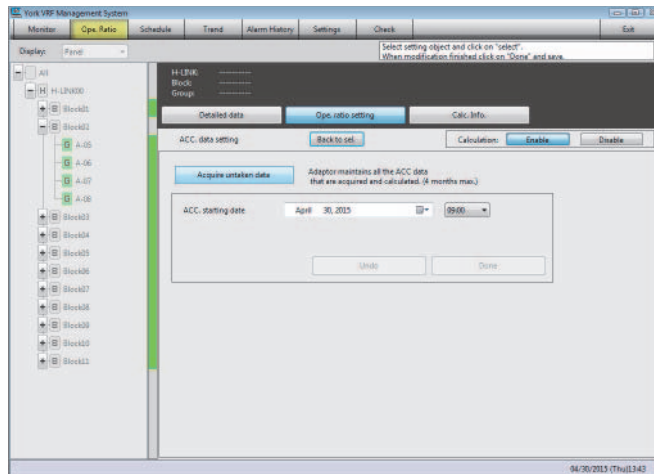 York VRF Management System
Monitor Ope. Ratio Schedule Trend Alarm History Settings Check Exit
Display: Panel
Select setting object and click on "select".
When modification finished click on "Done" and save.
All
H H-LINK00
B Block01
B Block02
G A-05
G A-06
G A-07
G A-08
B Block03
B Block04
B Block05
B Block06
B Block07
B Block08
B Block09
B Block10
B Block11
H-LINK: ----------
Block: ----------
Group: ----------
Detailed data Ope. ratio setting Calc. Info.
ACC. data setting Back to sel. Calculation: Enable Disable
Acquire untaken data
Adaptor maintains all the ACC data
that are acquired and calculated. (4 months max.)
ACC. starting date April 30, 2015 09:00
Undo Done
04/30/2015 (Thu)13:43